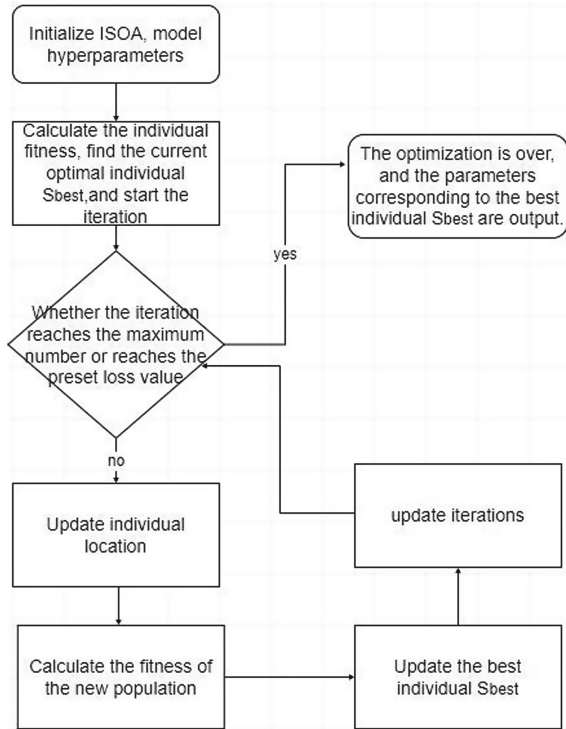 Initialize ISOA, model
hyperparameters
Calculate the individual
fitness, find the current
optimal individual
Sbest,and start the
iteration
The optimization is over,
and the parameters
corresponding to the best
individual Sbest are output.
yes
Whether the iteration
reaches the maximum
number or reaches the
preset loss value
no
Update individual
location
update iterations
Calculate the fitness of
the new population
Update the best
individual Sbest